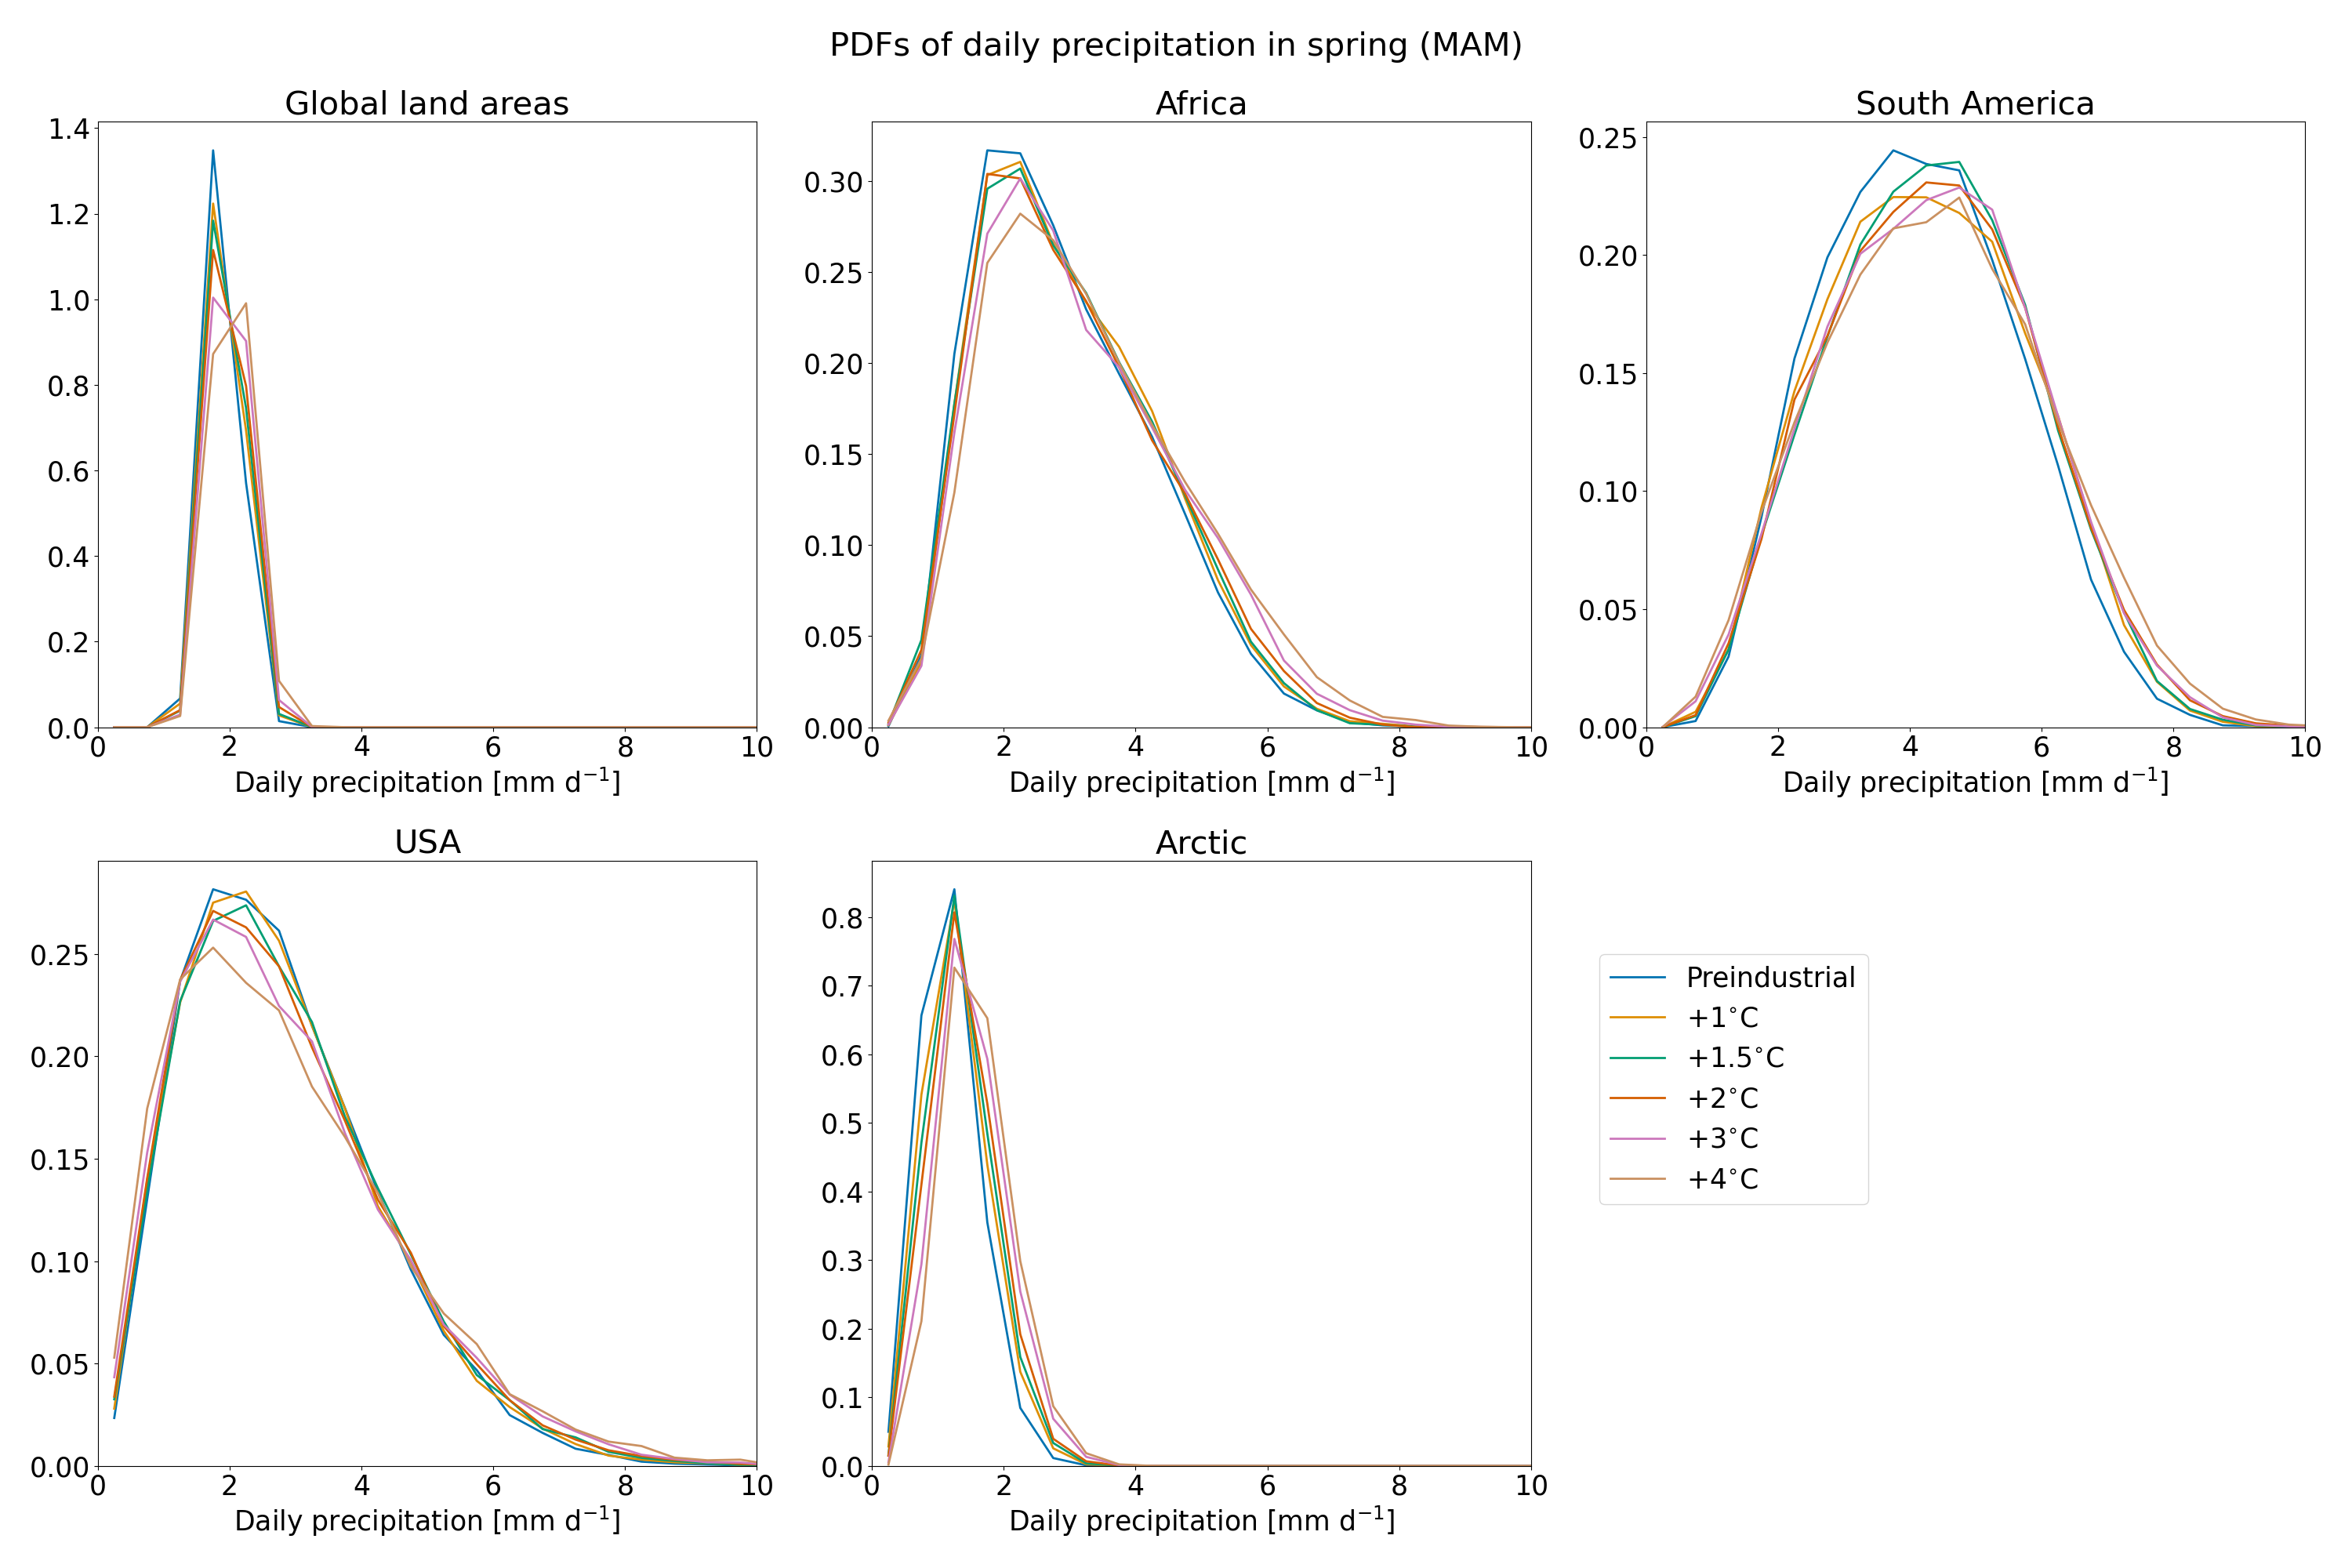 PDFs of daily precipitation in spring (MAM)
Global land areas
1.4
1.2
1.0
0.8
0.6
0.4
0.2
0.0
0 2 4 6 8 10
Daily precipitation [mm d⁻¹]
Africa
0.30
0.25
0.20
0.15
0.10
0.05
0.00
0 2 4 6 8 10
Daily precipitation [mm d⁻¹]
South America
0.25
0.20
0.15
0.10
0.05
0.00
0 2 4 6 8 10
Daily precipitation [mm d⁻¹]
USA
0.25
0.20
0.15
0.10
0.05
0.00
0 2 4 6 8 10
Daily precipitation [mm d⁻¹]
Arctic
0.8
0.7
0.6
0.5
0.4
0.3
0.2
0.1
0.0
0 2 4 6 8 10
Daily precipitation [mm d⁻¹]
Preindustrial
+1°C
+1.5°C
+2°C
+3°C
+4°C